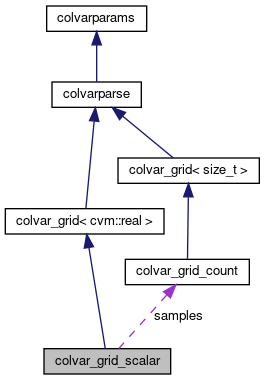 colvarparams
colvarparse
colvar_grid< size_t >
colvar_grid< cvm::real >
colvar_grid_count
samples
colvar_grid_scalar